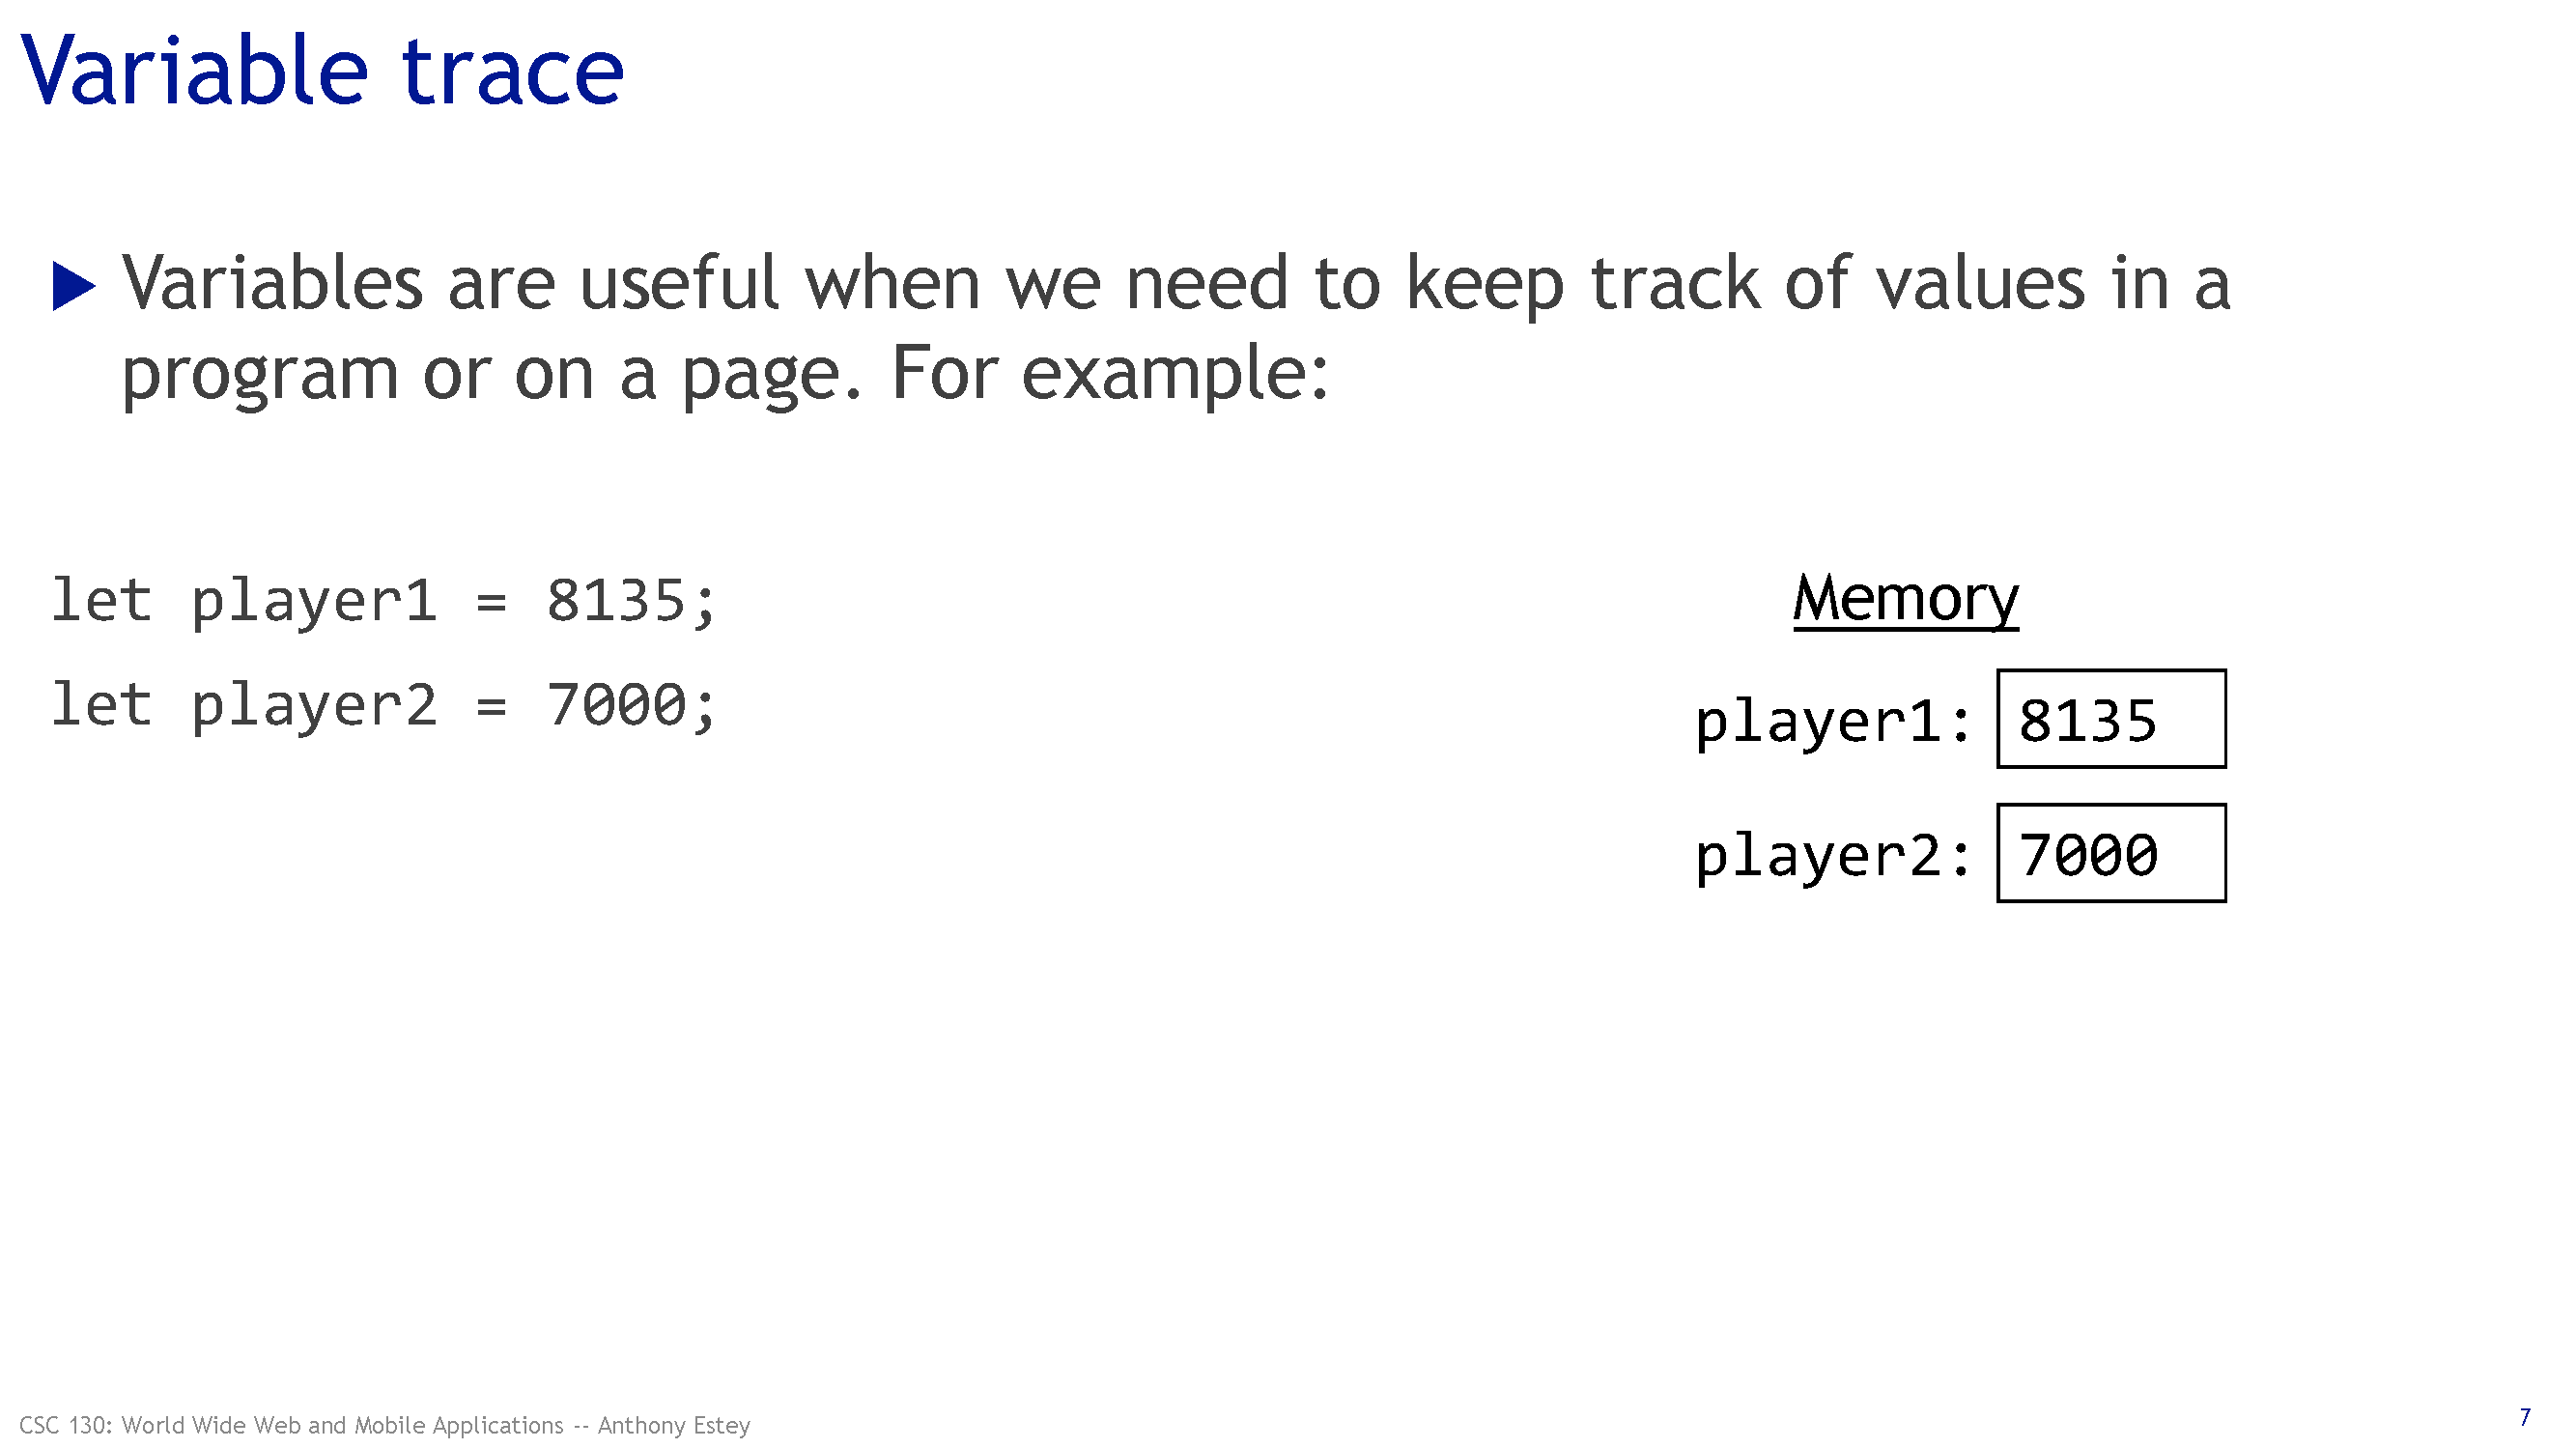 Variable trace
Variables are useful when we need to keep track of values in a
program or on a page. For example:
let player1 = 8135;
let player2 = 7000;
Memory
player1: 8135
player2: 7000
CSC 130: World Wide Web and Mobile Applications -- Anthony Estey
7